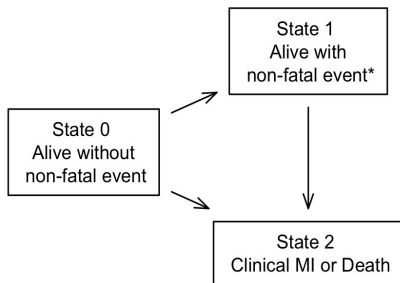 State 1
Alive with
non-fatal event*
State 0
Alive without
non-fatal event
State 2
Clinical MI or Death